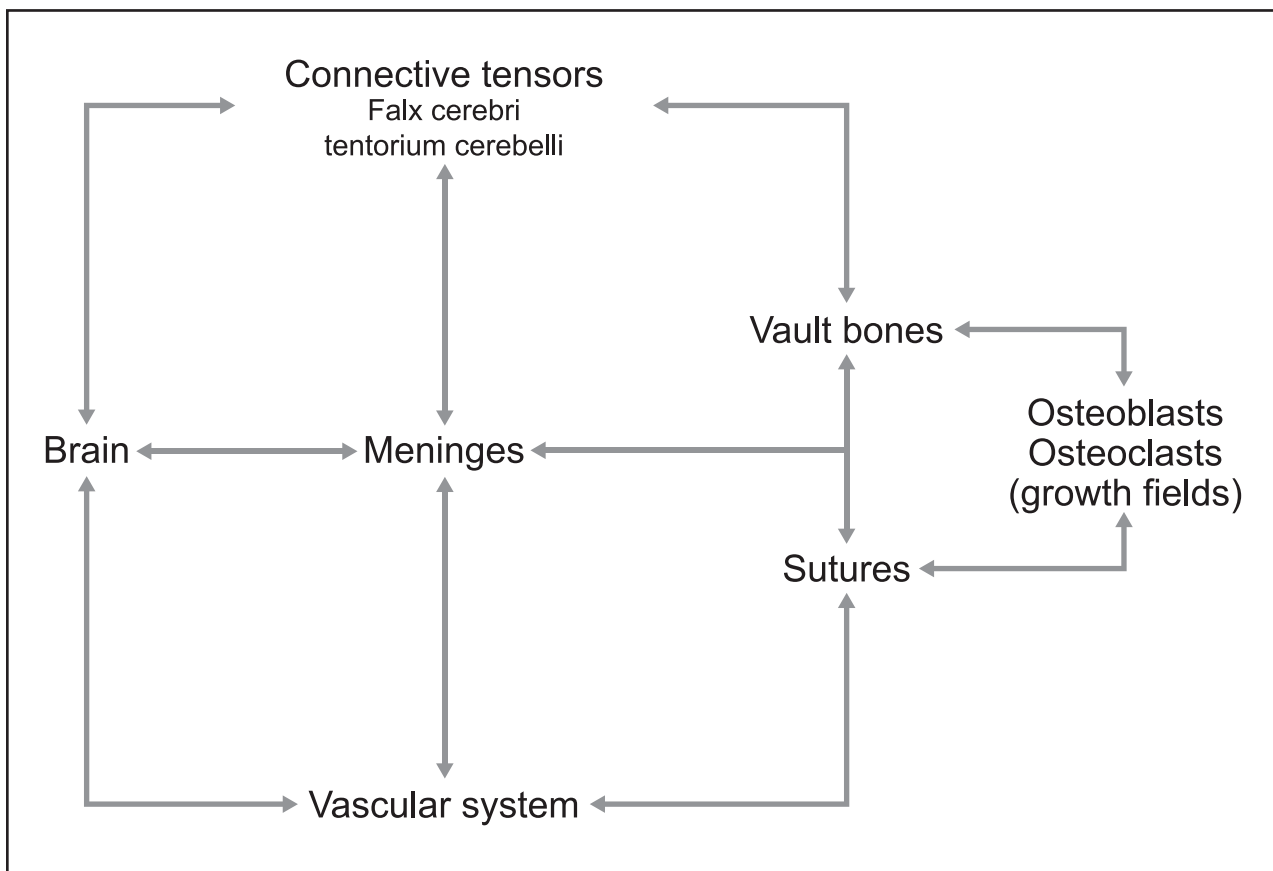 Connective tensors
Falx cerebri
tentorium cerebelli
Vault bones
Osteoblasts
Osteoclasts
(growth fields)
Brain
Meninges
Sutures
Vascular system